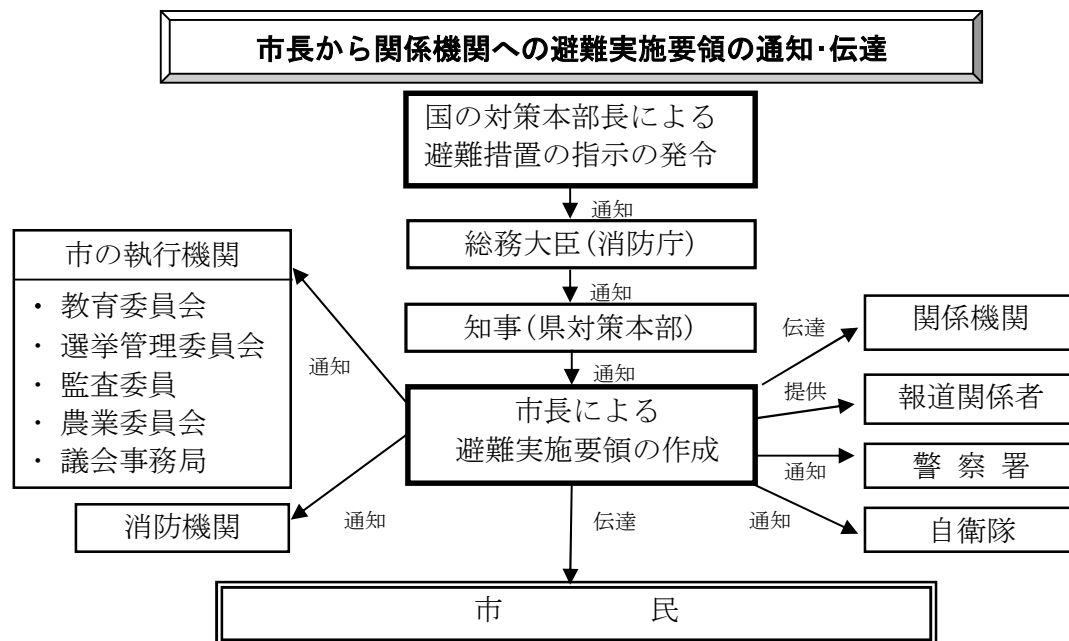 市長から関係機関への避難実施要領の通知･伝達
国の対策本部長による
避難措置の指示の発令
通知
総務大臣(消防庁)
通知
知事(県対策本部)
通知
市長による
避難実施要領の作成
市の執行機関
・ 教育委員会
・ 選挙管理委員会
・ 監査委員
・ 農業委員会
・ 議会事務局
通知
消防機関
通知
伝達
関係機関
提供
報道関係者
通知
警 察 署
通知
自衛隊
伝達
市　　　　　民